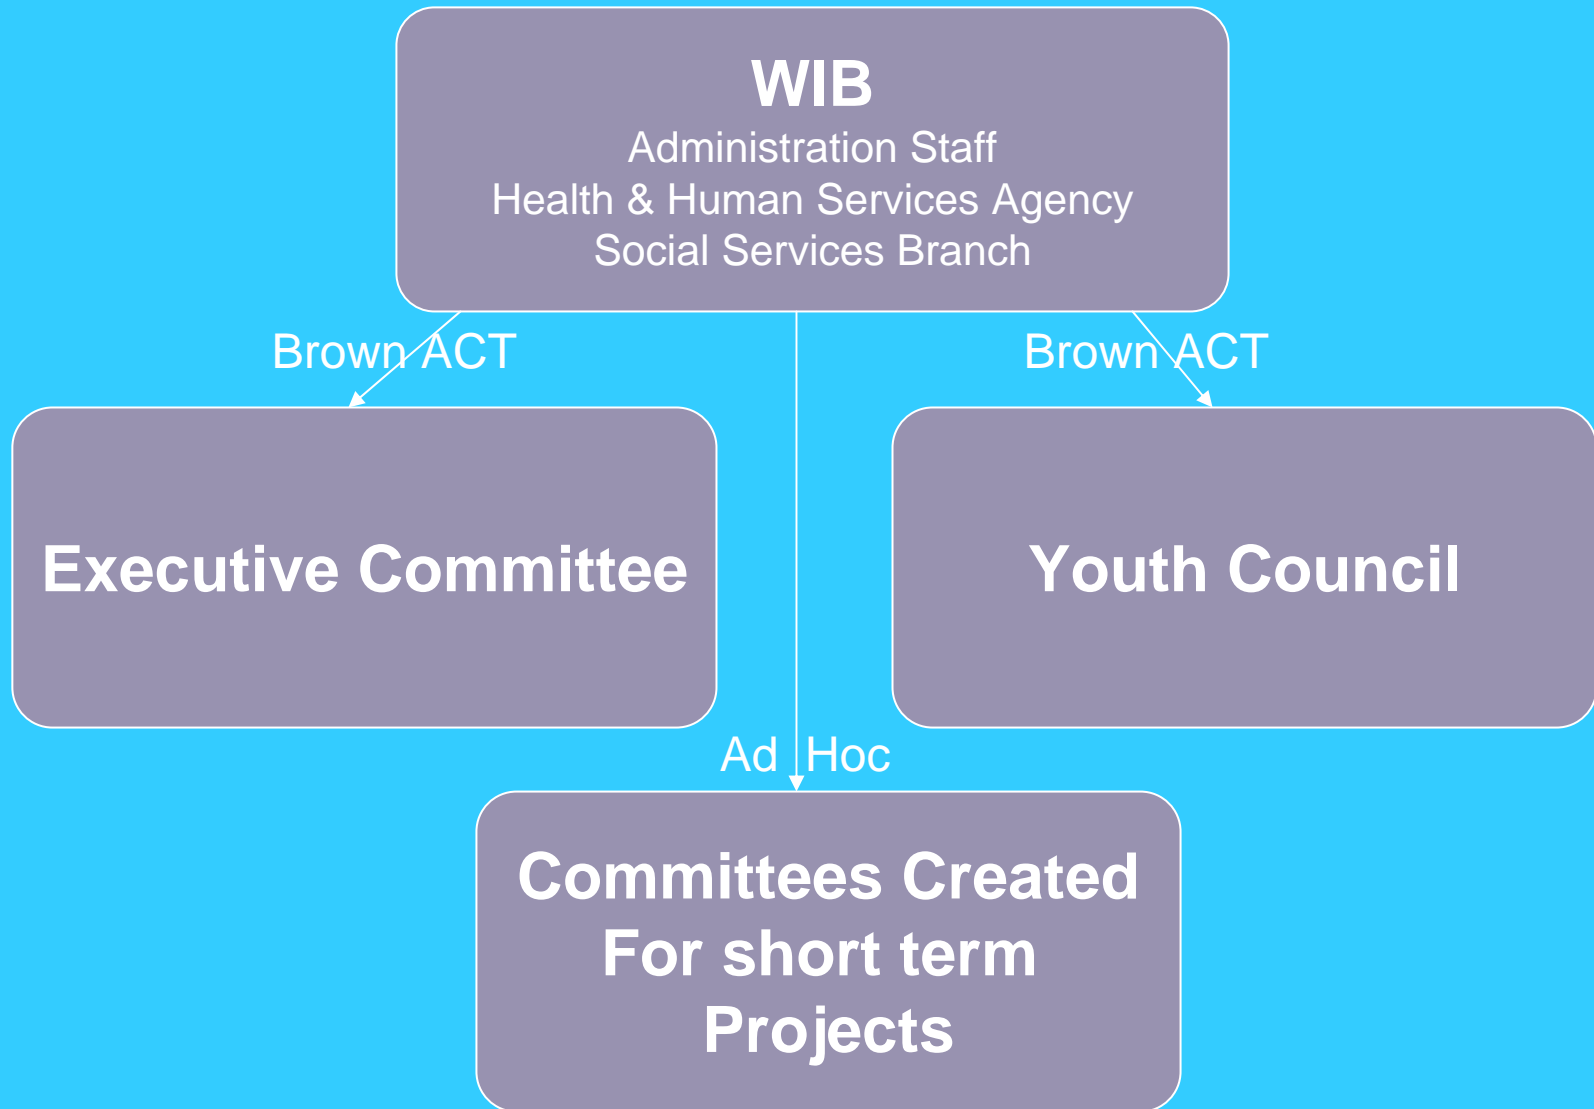 WIB
Administration Staff
Health & Human Services Agency
Social Services Branch
Brown ACT
Brown ACT
Executive Committee
Youth Council
Ad Hoc
Committees Created
For short term
Projects